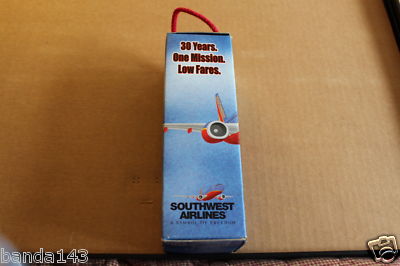 30 Years.
One Mission.
Low Fares.
SOUTHWEST
AIRLINES
A SYMBOL OF FREEDOM
banda143